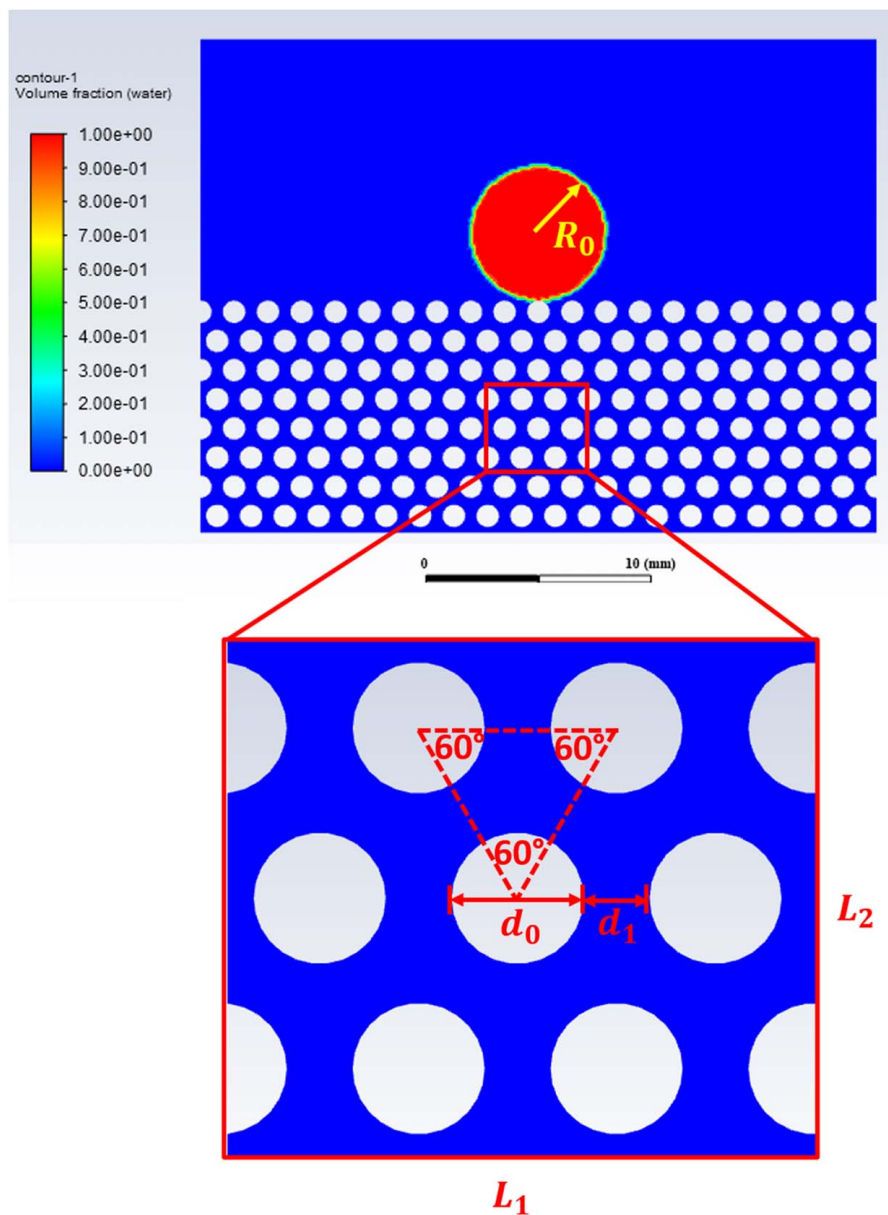 contour-1
Volume fraction (water)
1.00e+00
9.00e-01
8.00e-01
7.00e-01
6.00e-01
5.00e-01
4.00e-01
3.00e-01
2.00e-01
1.00e-01
0.00e+00
R₀
0 10 (mm)
60° 60°
60°
d₀ d₁
L₂
L₁